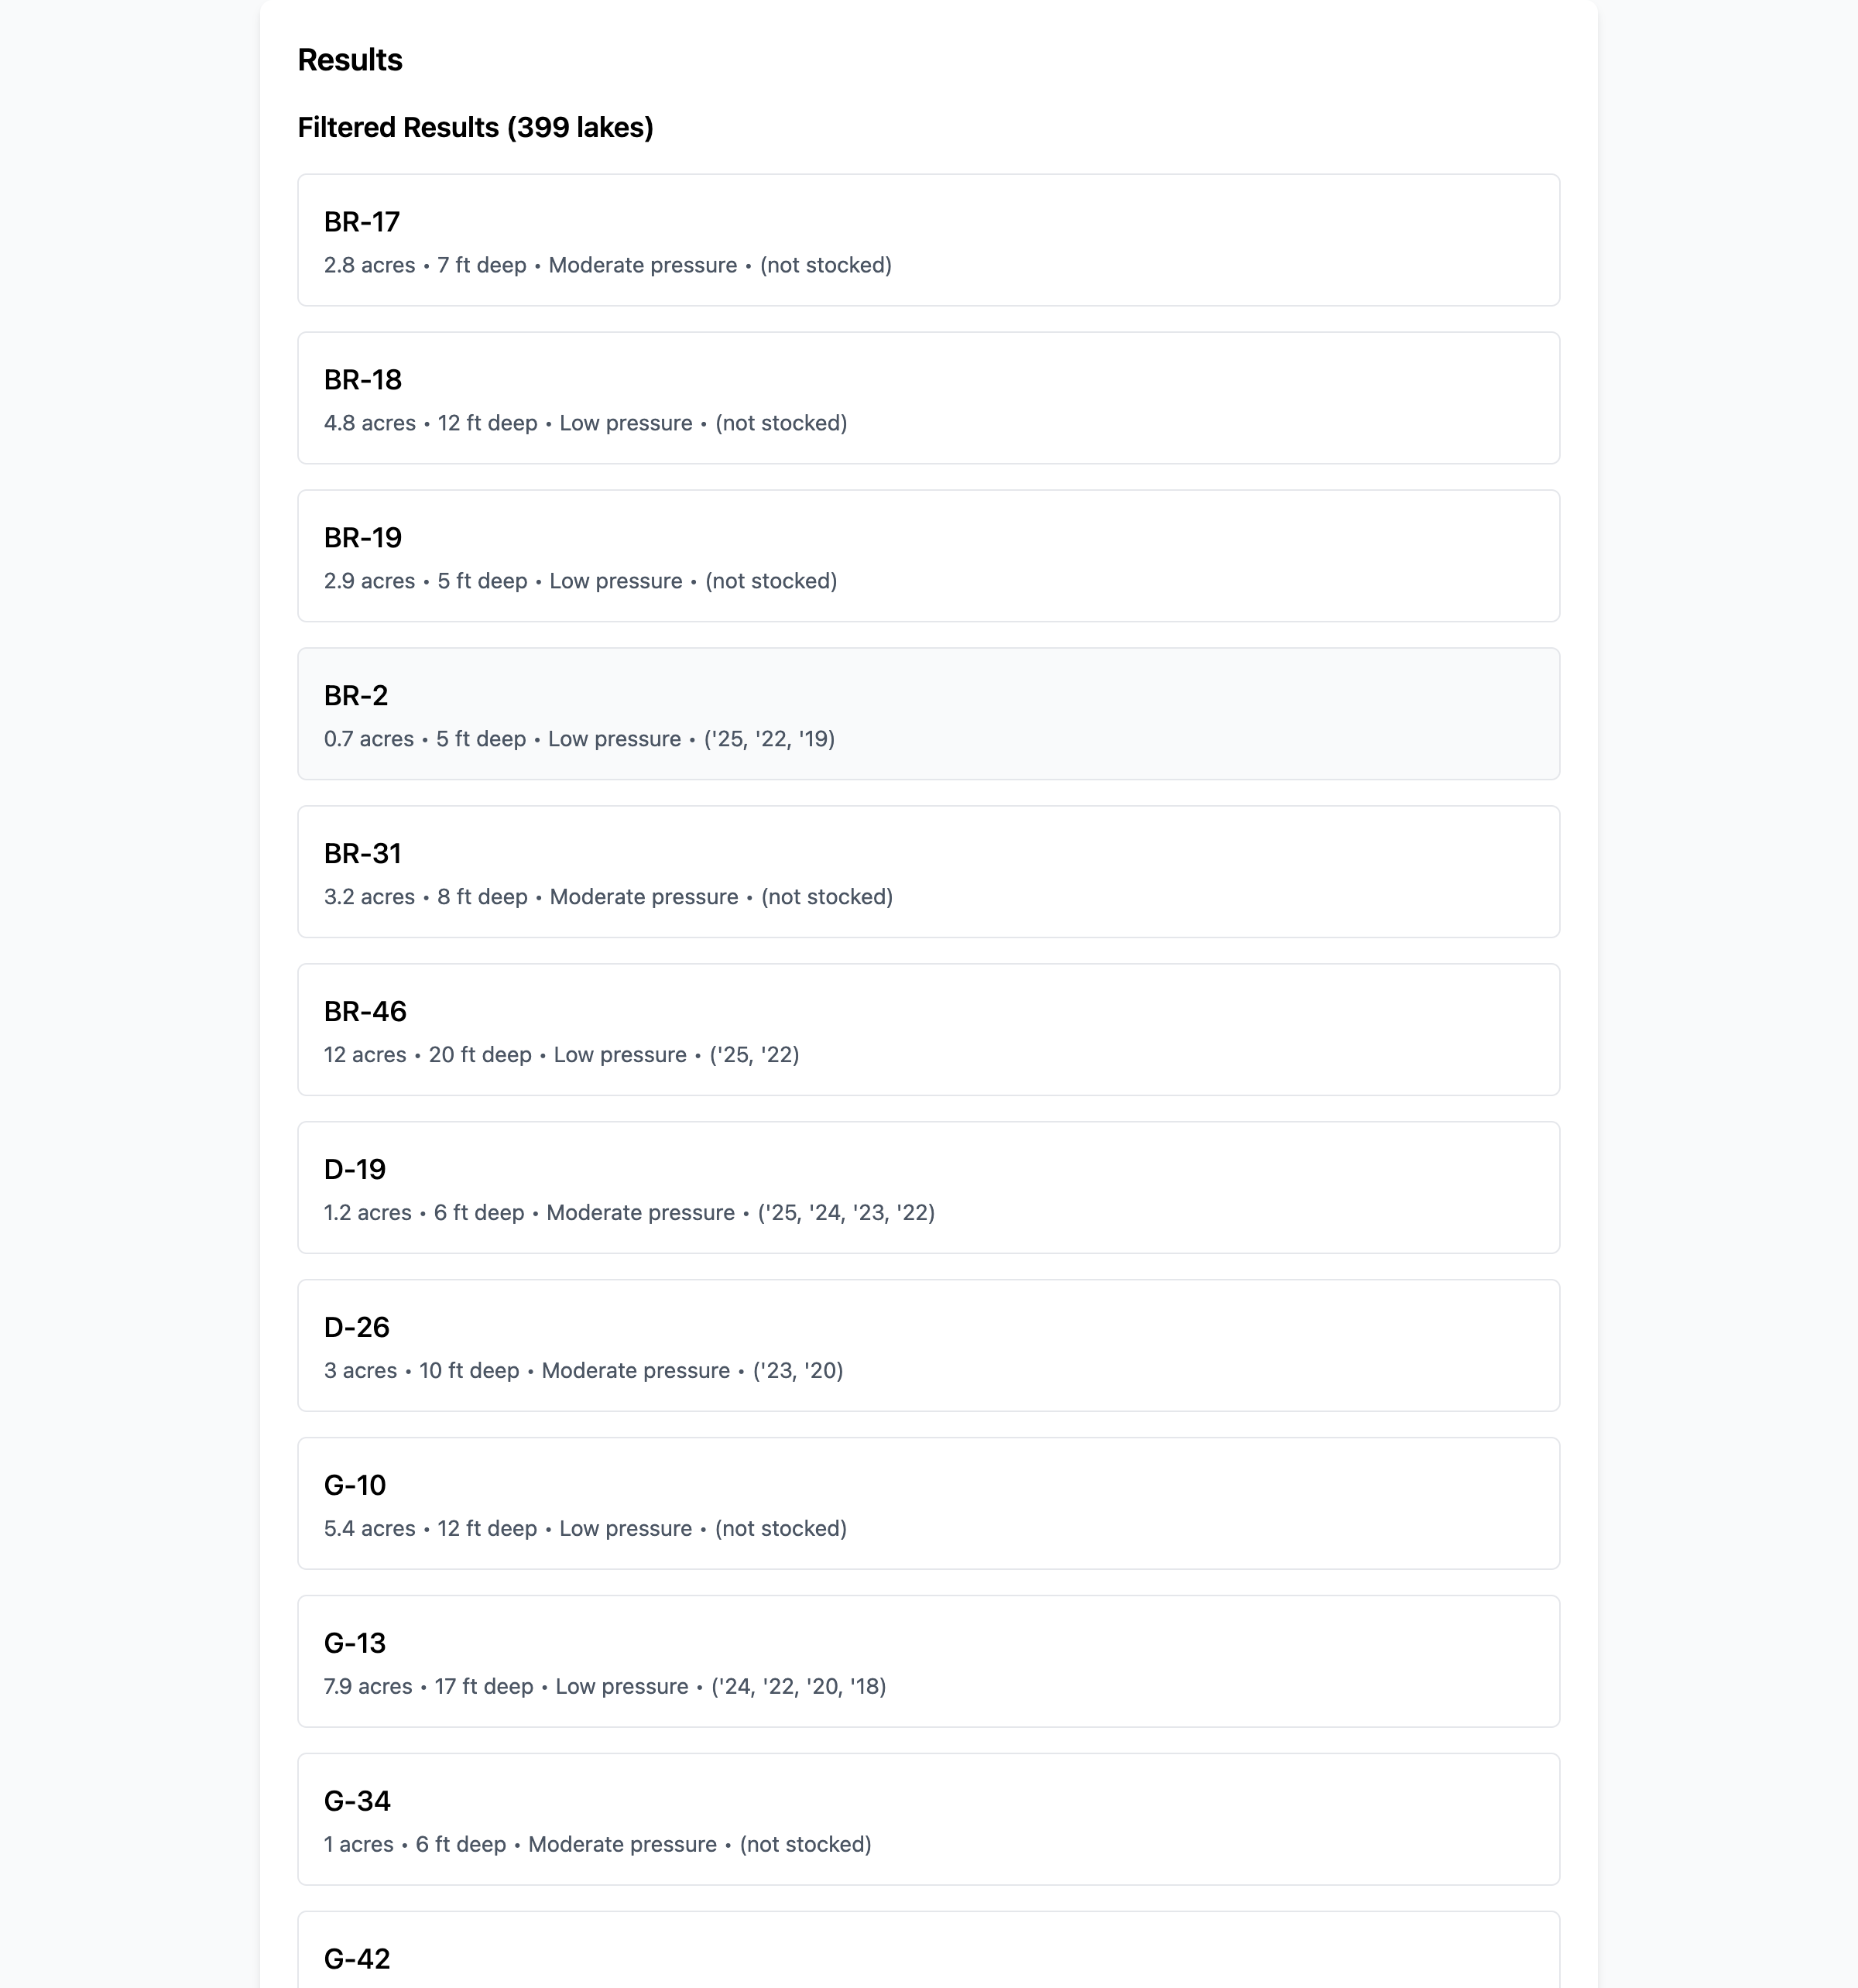 Results
Filtered Results (399 lakes)
BR-17
2.8 acres • 7 ft deep • Moderate pressure • (not stocked)
BR-18
4.8 acres • 12 ft deep • Low pressure • (not stocked)
BR-19
2.9 acres • 5 ft deep • Low pressure • (not stocked)
BR-2
0.7 acres • 5 ft deep • Low pressure • ('25, '22, '19)
BR-31
3.2 acres • 8 ft deep • Moderate pressure • (not stocked)
BR-46
12 acres • 20 ft deep • Low pressure • ('25, '22)
D-19
1.2 acres • 6 ft deep • Moderate pressure • ('25, '24, '23, '22)
D-26
3 acres • 10 ft deep • Moderate pressure • ('23, '20)
G-10
5.4 acres • 12 ft deep • Low pressure • (not stocked)
G-13
7.9 acres • 17 ft deep • Low pressure • ('24, '22, '20, '18)
G-34
1 acres • 6 ft deep • Moderate pressure • (not stocked)
G-42